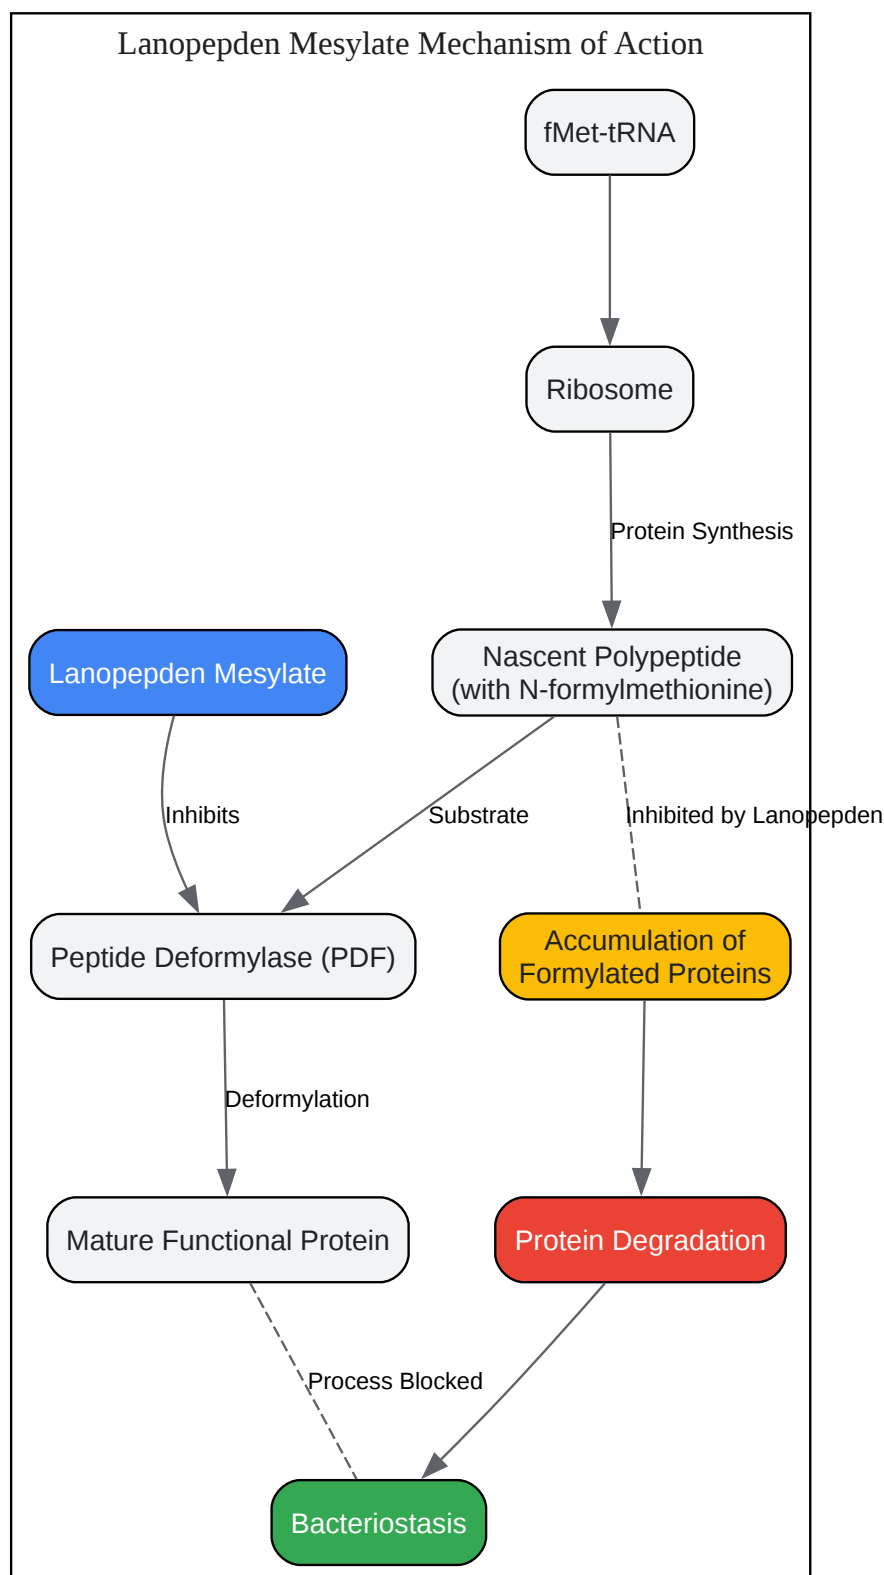 Lanopepden Mesylate Mechanism of Action
fMet-tRNA
Ribosome
Protein Synthesis
Lanopepden Mesylate
Nascent Polypeptide
(with N-formylmethionine)
Inhibits
Substrate
Inhibited by Lanopepden
Peptide Deformylase (PDF)
Accumulation of
Formylated Proteins
Deformylation
Mature Functional Protein
Protein Degradation
Process Blocked
Bacteriostasis